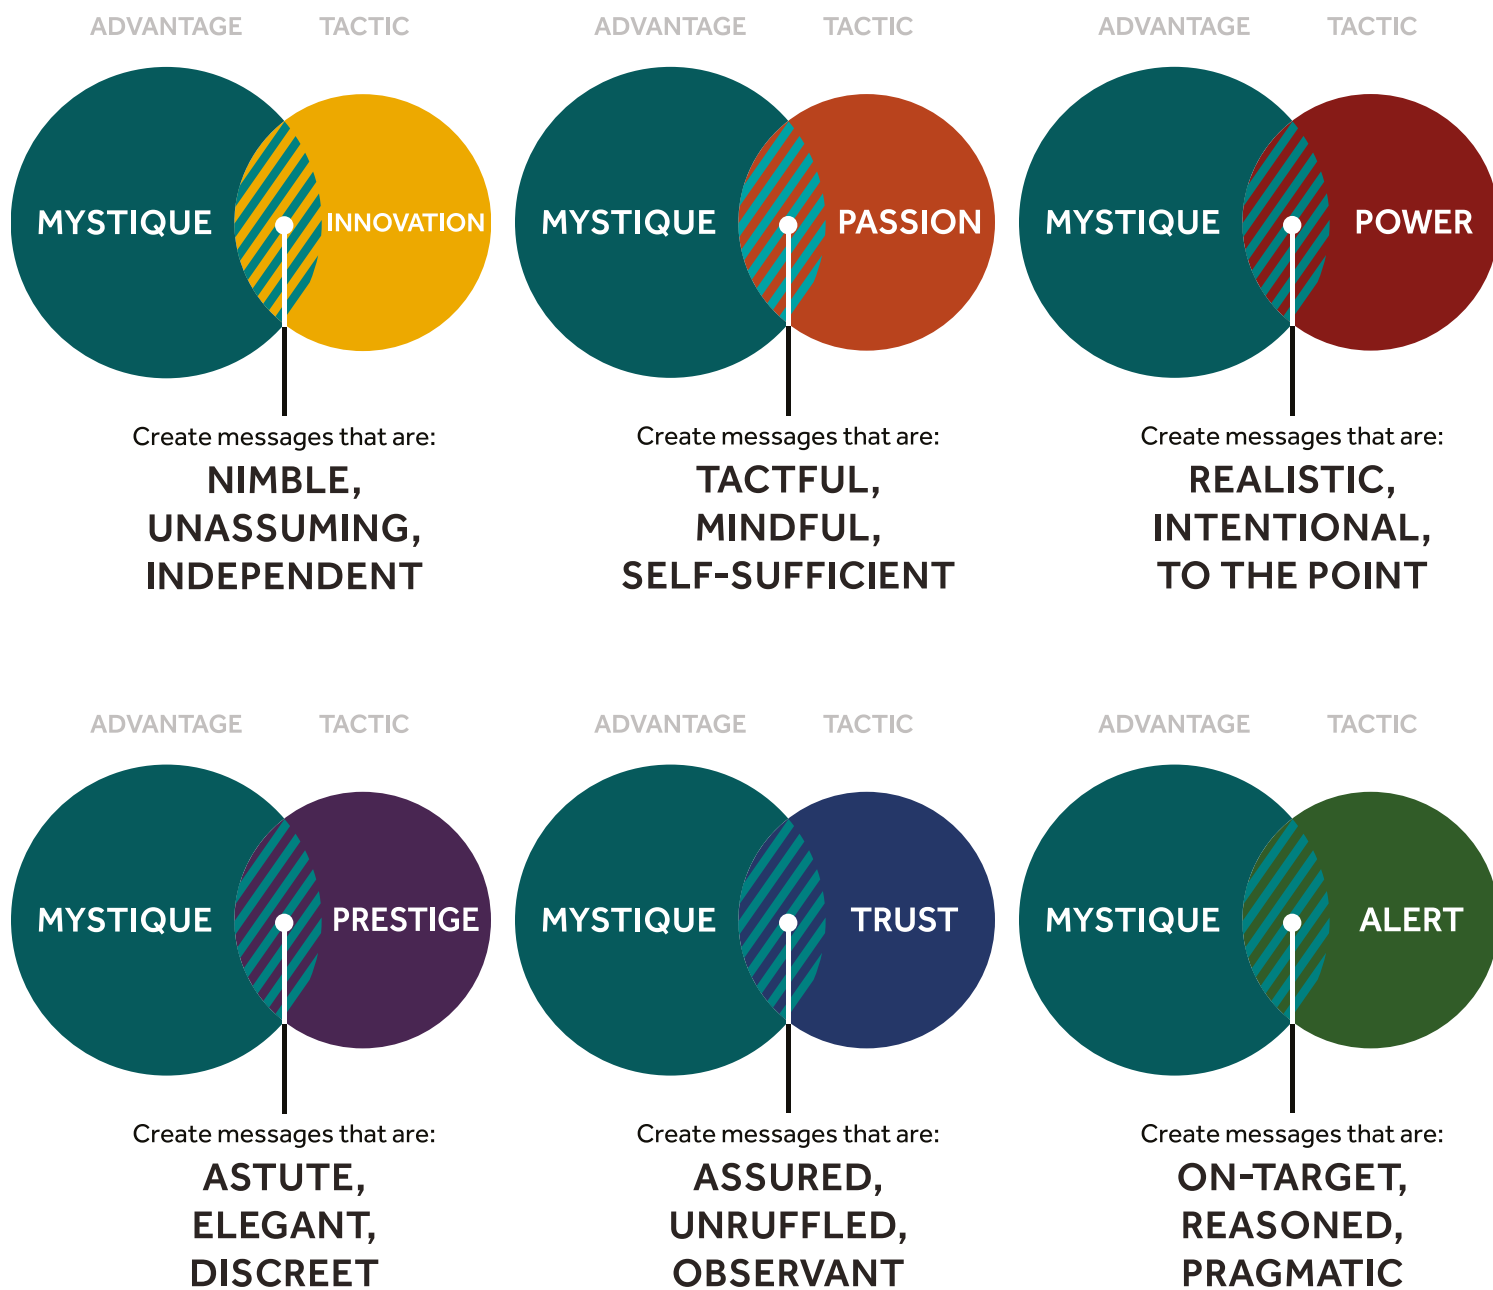 ADVANTAGE TACTIC
MYSTIQUE INNOVATION
Create messages that are:
NIMBLE,
UNASSUMING,
INDEPENDENT
ADVANTAGE TACTIC
MYSTIQUE PASSION
Create messages that are:
TACTFUL,
MINDFUL,
SELF-SUFFICIENT
ADVANTAGE TACTIC
MYSTIQUE POWER
Create messages that are:
REALISTIC,
INTENTIONAL,
TO THE POINT
ADVANTAGE TACTIC
MYSTIQUE PRESTIGE
Create messages that are:
ASTUTE,
ELEGANT,
DISCREET
ADVANTAGE TACTIC
MYSTIQUE TRUST
Create messages that are:
ASSURED,
UNRUFFLED,
OBSERVANT
ADVANTAGE TACTIC
MYSTIQUE ALERT
Create messages that are:
ON-TARGET,
REASONED,
PRAGMATIC